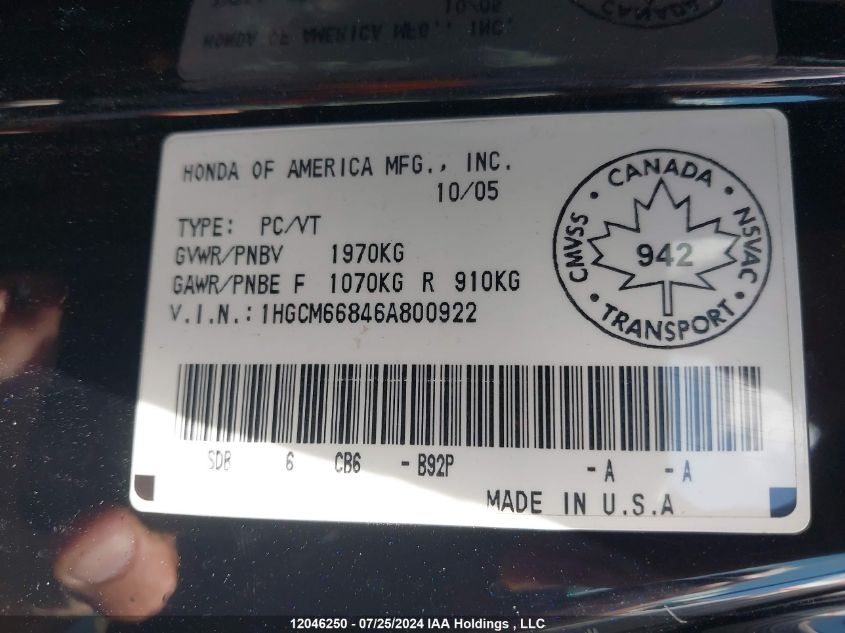 HONDA OF AMERICA MFG., INC.
10/05
TYPE: PC/VT
GVWR/PNBV 1970KG
GAWR/PNBE F 1070KG R 910KG
V.I.N.: 1HGCM66846A800922
CMVSS • CANADA • NSVAC • TRANSPORT •
942
SDB 6 CB6 - B92P - A - A
MADE IN U.S.A
12046250 - 07/25/2024 IAA Holdings , LLC